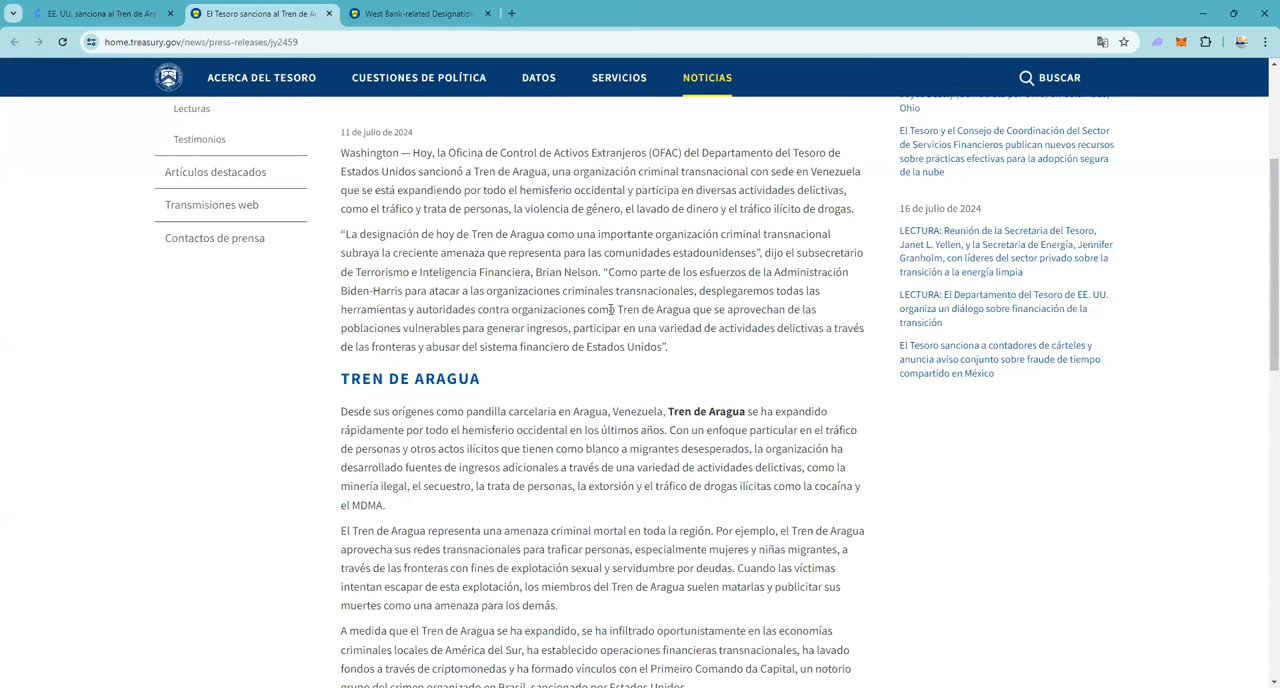 EE. UU. sanciona al Tren de Ara
El Tesoro sanciona al Tren de A
West Bank-related Designation
home.treasury.gov/news/press-releases/jy2459
ACERCA DEL TESORO
CUESTIONES DE POLÍTICA
DATOS
SERVICIOS
NOTICIAS
BUSCAR
Lecturas
Testimonios
Artículos destacados
Transmisiones web
Contactos de prensa
11 de julio de 2024
Washington — Hoy, la Oficina de Control de Activos Extranjeros (OFAC) del Departamento del Tesoro de
Estados Unidos sancionó a Tren de Aragua, una organización criminal transnacional con sede en Venezuela
que se está expandiendo por todo el hemisferio occidental y participa en diversas actividades delictivas,
como el tráfico y trata de personas, la violencia de género, el lavado de dinero y el tráfico ilícito de drogas.
“La designación de hoy de Tren de Aragua como una importante organización criminal transnacional
subraya la creciente amenaza que representa para las comunidades estadounidenses”, dijo el subsecretario
de Terrorismo e Inteligencia Financiera, Brian Nelson. “Como parte de los esfuerzos de la Administración
Biden-Harris para atacar a las organizaciones criminales transnacionales, desplegaremos todas las
herramientas y autoridades contra organizaciones como Tren de Aragua que se aprovechan de las
poblaciones vulnerables para generar ingresos, participar en una variedad de actividades delictivas a través
de las fronteras y abusar del sistema financiero de Estados Unidos”.
TREN DE ARAGUA
Desde sus orígenes como pandilla carcelaria en Aragua, Venezuela, Tren de Aragua se ha expandido
rápidamente por todo el hemisferio occidental en los últimos años. Con un enfoque particular en el tráfico
de personas y otros actos ilícitos que tienen como blanco a migrantes desesperados, la organización ha
desarrollado fuentes de ingresos adicionales a través de una variedad de actividades delictivas, como la
minería ilegal, el secuestro, la trata de personas, la extorsión y el tráfico de drogas ilícitas como la cocaína y
el MDMA.
El Tren de Aragua representa una amenaza criminal mortal en toda la región. Por ejemplo, el Tren de Aragua
aprovecha sus redes transnacionales para traficar personas, especialmente mujeres y niñas migrantes, a
través de las fronteras con fines de explotación sexual y servidumbre por deudas. Cuando las víctimas
intentan escapar de esta explotación, los miembros del Tren de Aragua suelen matarlas y publicitar sus
muertes como una amenaza para los demás.
A medida que el Tren de Aragua se ha expandido, se ha infiltrado oportunistamente en las economías
criminales locales de América del Sur, ha establecido operaciones financieras transnacionales, ha lavado
fondos a través de criptomonedas y ha formado vínculos con el Primeiro Comando da Capital, un notorio
grupo del crimen organizado en Brasil, sancionado por Estados Unidos.
Ohio
El Tesoro y el Consejo de Coordinación del Sector
de Servicios Financieros publican nuevos recursos
sobre prácticas efectivas para la adopción segura
de la nube
16 de julio de 2024
LECTURA: Reunión de la Secretaria del Tesoro,
Janet L. Yellen, y la Secretaria de Energía, Jennifer
Granholm, con líderes del sector privado sobre la
transición a la energía limpia
LECTURA: El Departamento del Tesoro de EE. UU.
organiza un diálogo sobre financiación de la
transición
El Tesoro sanciona a contadores de cárteles y
anuncia aviso conjunto sobre fraude de tiempo
compartido en México